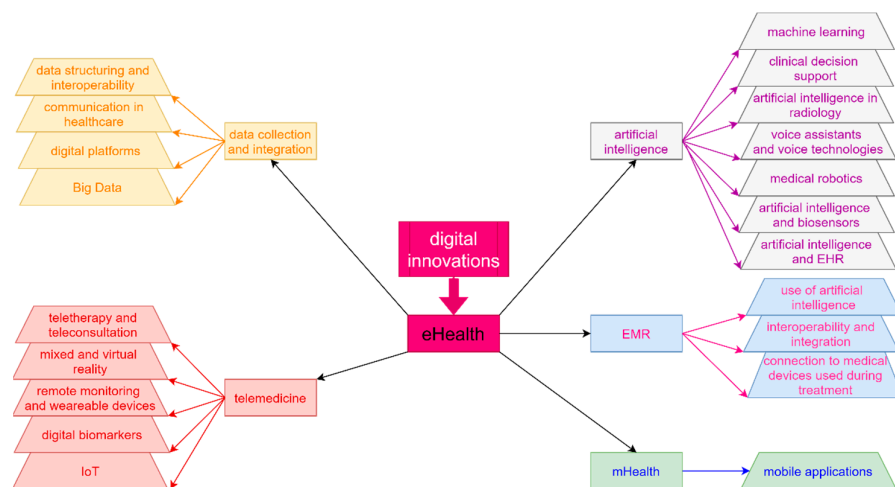 data structuring and
interoperability
communication in
healthcare
digital platforms
Big Data
data collection
and integration
digital
innovations
eHealth
artificial
intelligence
machine learning
clinical decision
support
artificial intelligence in
radiology
voice assistants
and voice technologies
medical robotics
artificial intelligence
and biosensors
artificial intelligence
and EHR
teletherapy and
teleconsultation
mixed and virtual
reality
remote monitoring
and weareable devices
digital biomarkers
IoT
telemedicine
EMR
use of artificial
intelligence
interoperability and
integration
connection to medical
devices used during
treatment
mHealth
mobile applications